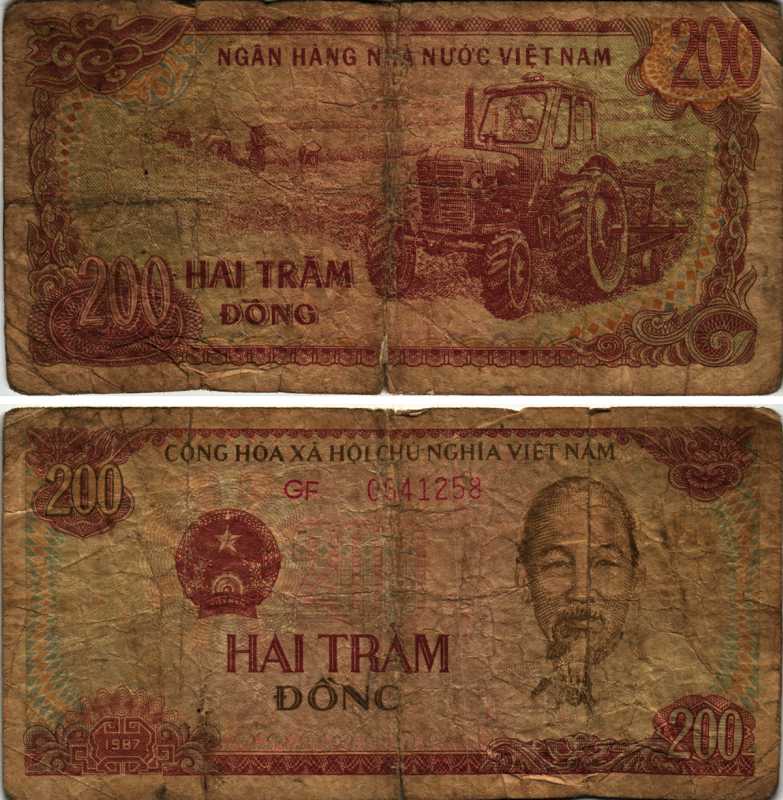 200
NGÂN HÀNG NHÀ NƯỚC VIỆT NAM
200
HAI TRĂM
ĐỒNG
CỘNG HÒA XÃ HỘI CHỦ NGHĨA VIỆT NAM
200
GF 0641258
HAI TRĂM
ĐỒNG
1987
200